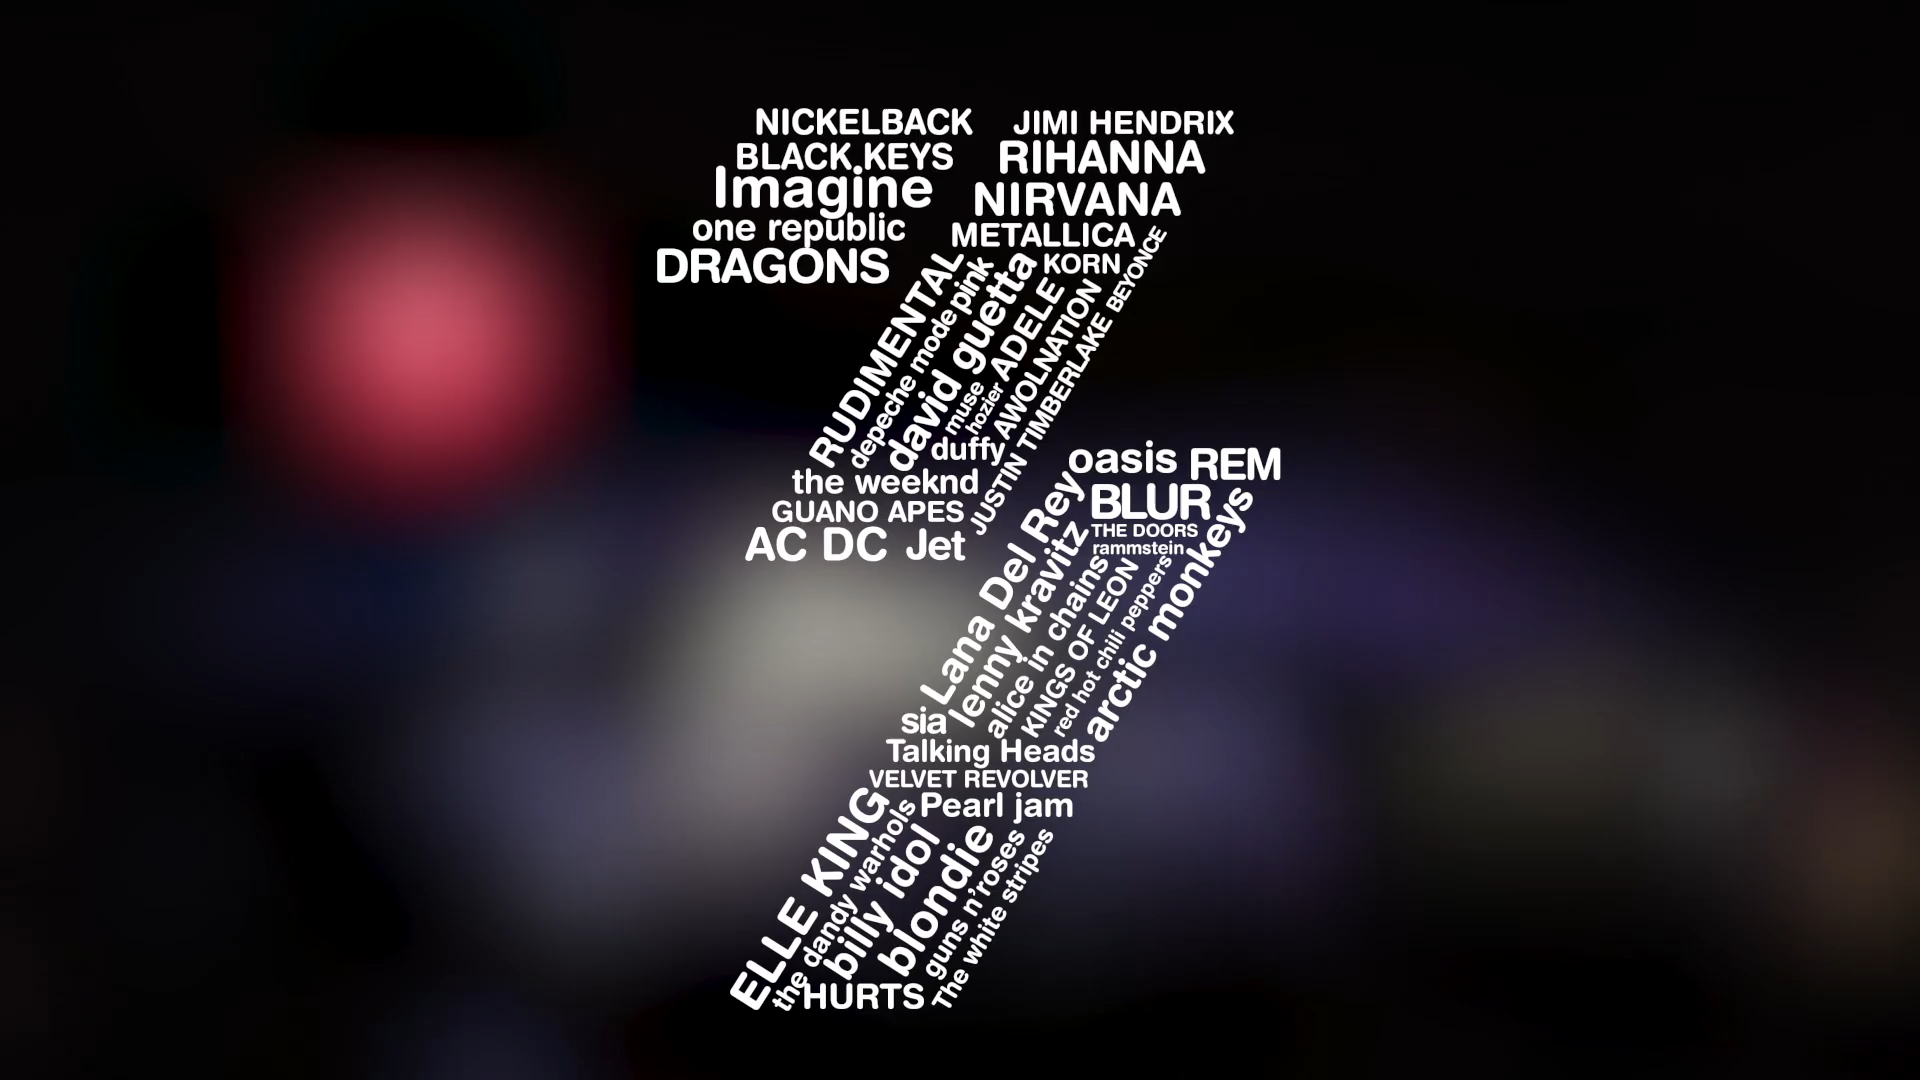 NICKELBACK
JIMI HENDRIX
BLACK KEYS
RIHANNA
Imagine
NIRVANA
one republic
METALLICA
DRAGONS
KORN
RUDIMENTAL
depeche mode pink
david guetta
muse
hozier
ADELE
AWOLNATION
JUSTIN TIMBERLAKE BEYONCE
duffy
the weeknd
GUANO APES
AC DC Jet
oasis REM
BLUR
THE DOORS
rammstein
Lana Del Rey
lenny kravitz
alice in chains
KINGS OF LEON
red hot chili peppers
arctic monkeys
sia
Talking Heads
VELVET REVOLVER
Pearl jam
ELLE KING
the dandy warhols
billy idol
blondie
guns n'roses
The white stripes
HURTS